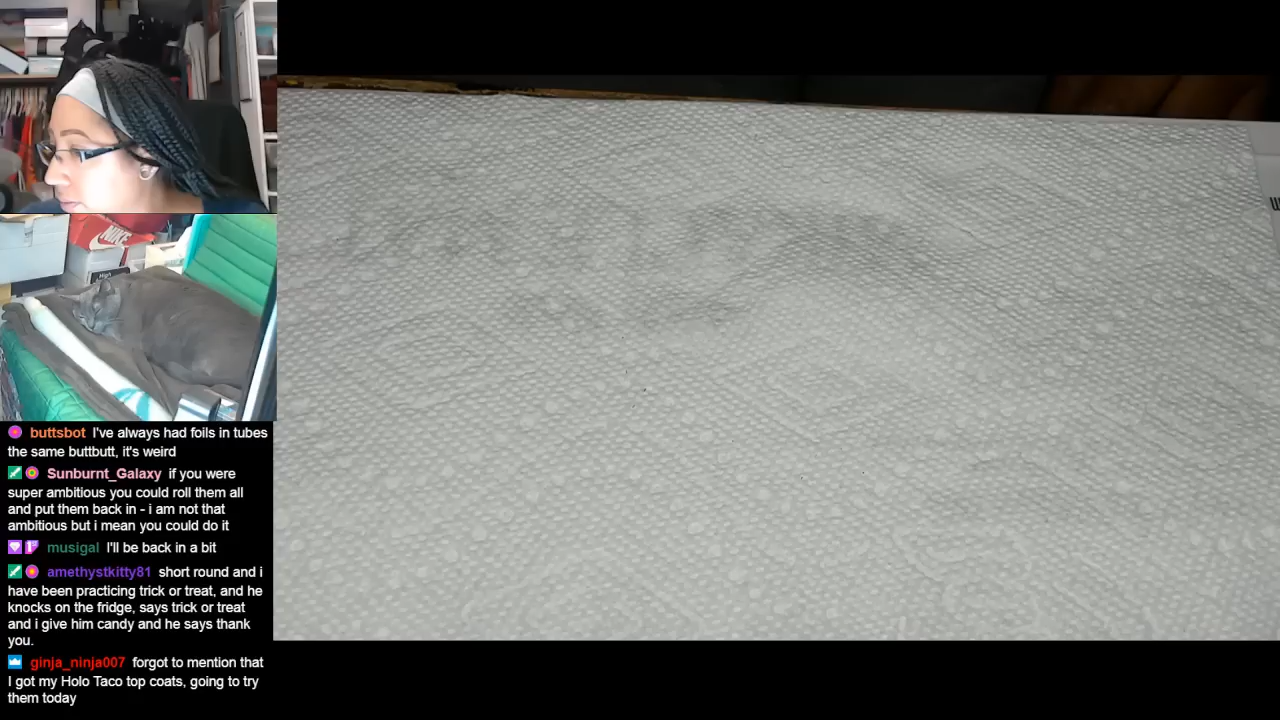 NIKE
High
buttsbot I've always had foils in tubes
the same buttbutt, it's weird
Sunburnt_Galaxy if you were
super ambitious you could roll them all
and put them back in - i am not that
ambitious but i mean you could do it
musigal I'll be back in a bit
amethystkitty81 short round and i
have been practicing trick or treat, and he
knocks on the fridge, says trick or treat
and i give him candy and he says thank
you.
ginja_ninja007 forgot to mention that
I got my Holo Taco top coats, going to try
them today